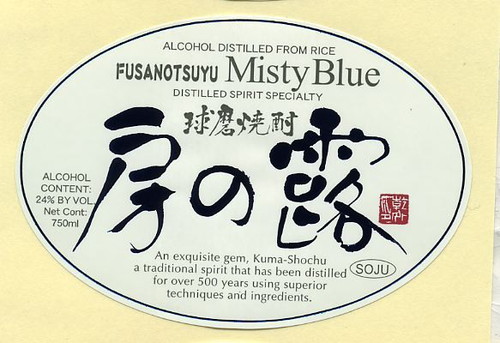 ALCOHOL DISTILLED FROM RICE
FUSANOTSUYU Misty Blue
DISTILLED SPIRIT SPECIALTY
球磨焼酎
房の露
ALCOHOL
CONTENT:
24% BY VOL.
Net Cont:
750ml
An exquisite gem, Kuma-Shochu
a traditional spirit that has been distilled
for over 500 years using superior
techniques and ingredients.
SOJU